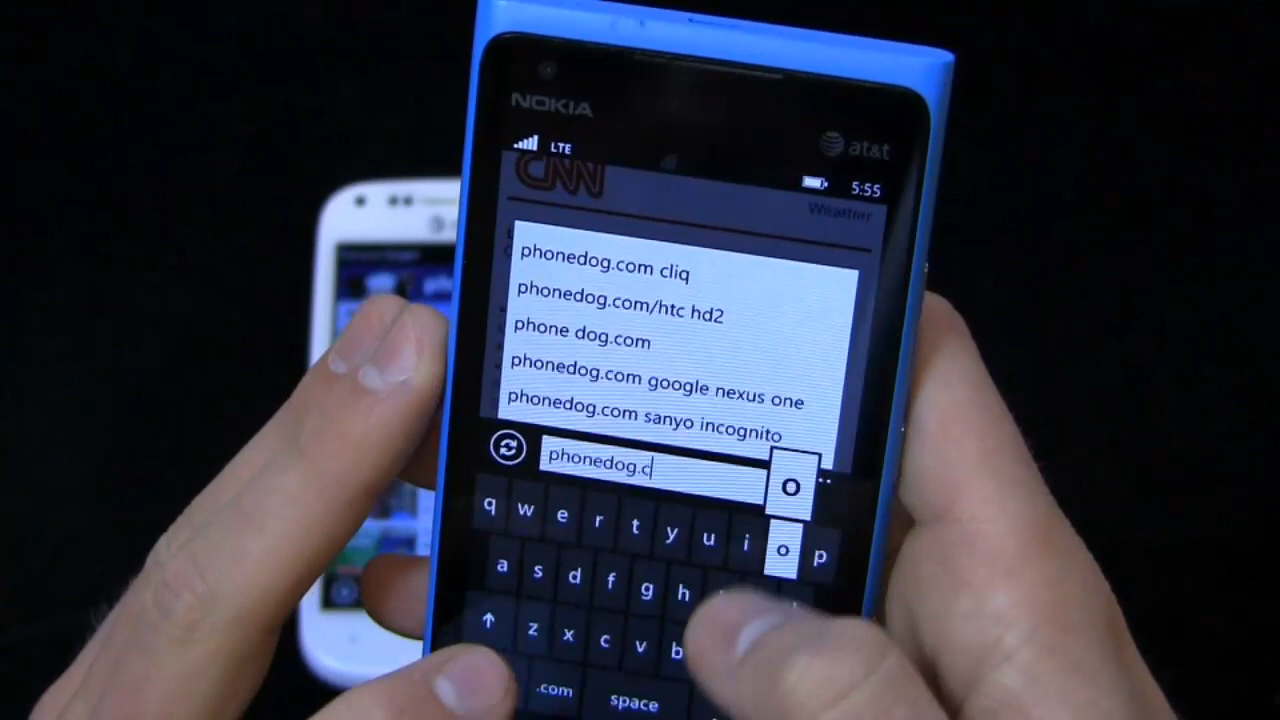 NOKIA
at&t
LTE
5:55
CNN
Weather
phonedog.com cliq
phonedog.com/htc hd2
phone dog.com
phonedog.com google nexus one
phonedog.com sanyo incognito
phonedog.c
o
q w e r t y u i o p
a s d f g h
z x c v b
.com space